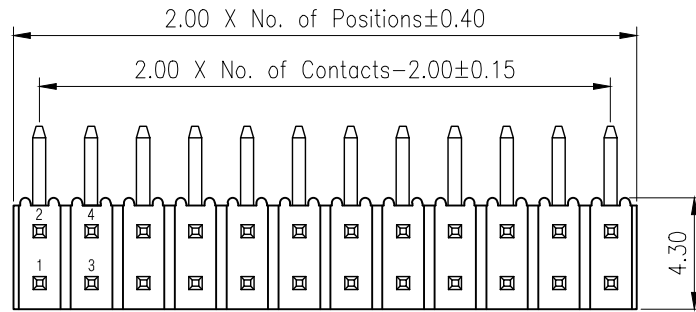 2.00 X No. of Positions±0.40
2.00 X No. of Contacts-2.00±0.15
2 4
1 3
4.30